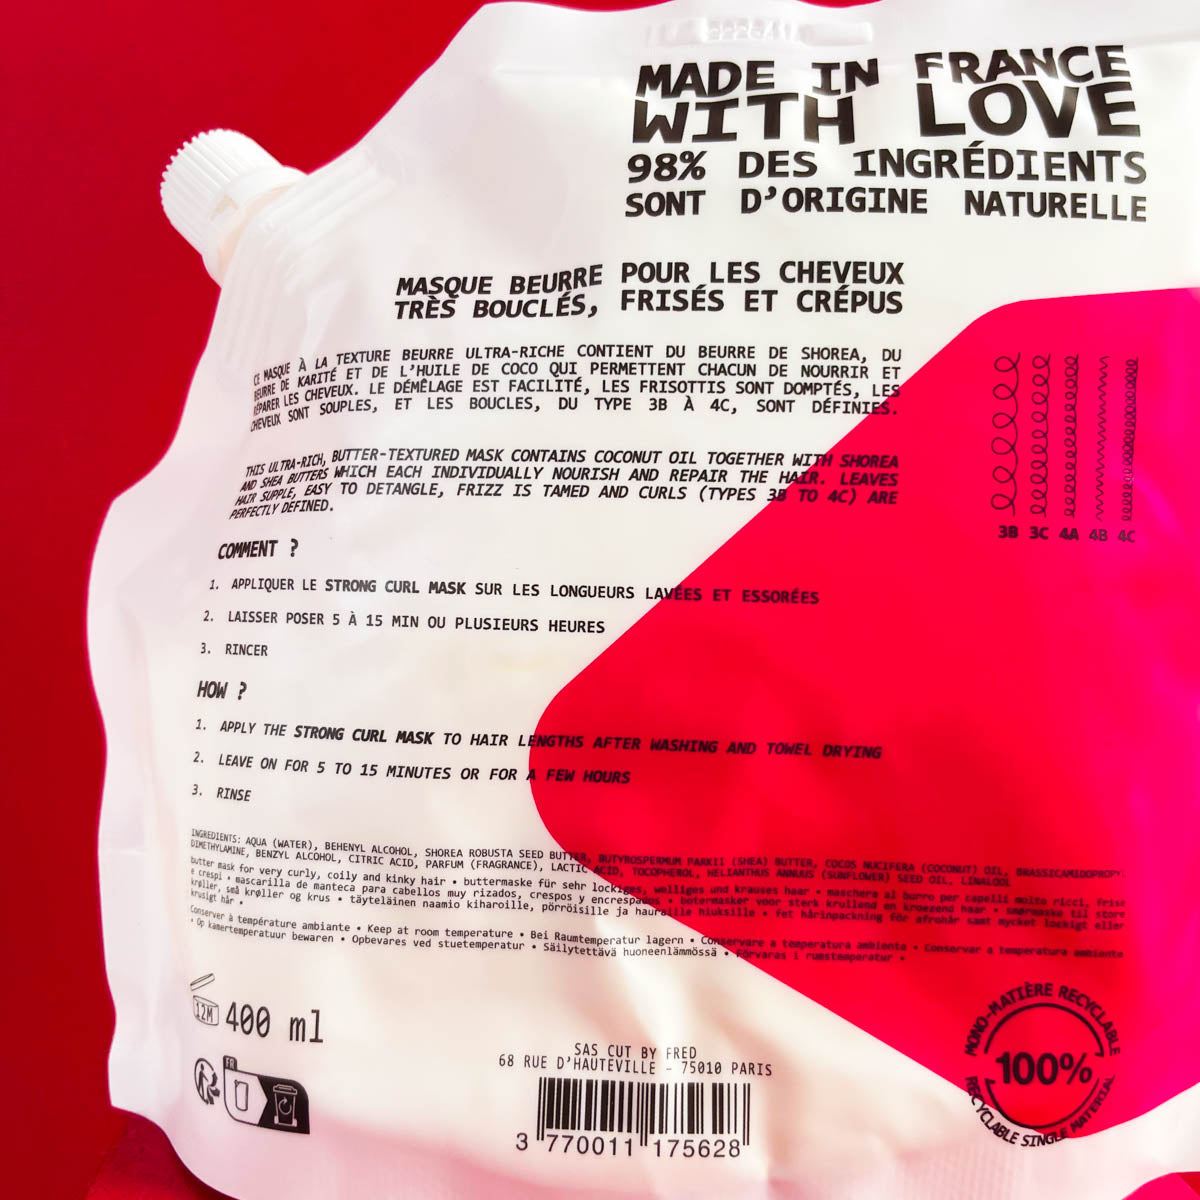 MADE IN FRANCE
WITH LOVE
98% DES INGRÉDIENTS
SONT D'ORIGINE NATURELLE
MASQUE BEURRE POUR LES CHEVEUX
TRÈS BOUCLÉS, FRISÉS ET CRÉPUS
CE MASQUE À LA TEXTURE BEURRE ULTRA-RICHE CONTIENT DU BEURRE DE SHOREA, DU
BEURRE DE KARITÉ ET DE L'HUILE DE COCO QUI PERMETTENT CHACUN DE NOURRIR ET
RÉPARER LES CHEVEUX. LE DÉMÊLAGE EST FACILITÉ, LES FRISOTTIS SONT DOMPTÉS, LES
CHEVEUX SONT SOUPLES, ET LES BOUCLES, DU TYPE 3B À 4C, SONT DÉFINIES.
THIS ULTRA-RICH, BUTTER-TEXTURED MASK CONTAINS COCONUT OIL TOGETHER WITH SHOREA
AND SHEA BUTTERS WHICH EACH INDIVIDUALLY NOURISH AND REPAIR THE HAIR. LEAVES
HAIR SUPPLE, EASY TO DETANGLE, FRIZZ IS TAMED AND CURLS (TYPES 3B TO 4C) ARE
PERFECTLY DEFINED.
3B 3C 4A 4B 4C
COMMENT ?
1. APPLIQUER LE STRONG CURL MASK SUR LES LONGUEURS LAVÉES ET ESSORÉES
2. LAISSER POSER 5 À 15 MIN OU PLUSIEURS HEURES
3. RINCER
HOW ?
1. APPLY THE STRONG CURL MASK TO HAIR LENGTHS AFTER WASHING AND TOWEL DRYING
2. LEAVE ON FOR 5 TO 15 MINUTES OR FOR A FEW HOURS
3. RINSE
INGREDIENTS: AQUA (WATER), BEHENYL ALCOHOL, SHOREA ROBUSTA SEED BUTTER, BUTYROSPERMUM PARKII (SHEA) BUTTER, COCOS NUCIFERA (COCONUT) OIL, BRASSICAMIDOPROPYL
DIMETHYLAMINE, BENZYL ALCOHOL, CITRIC ACID, PARFUM (FRAGRANCE), LACTIC ACID, TOCOPHEROL, HELIANTHUS ANNUUS (SUNFLOWER) SEED OIL, LINALOOL
butter mask for very curly, coily and kinky hair • buttermaske für sehr lockiges, welliges und krauses haar • maschera al burro per capelli molto ricci, frise
e crespi • mascarilla de manteca para cabellos muy rizados, crespos y encrespados • botermasker voor sterk krullend en kroezend haar • smørmaske til store
krøller, små krøller og krus • täyteläinen naamio kiharoille, pörröisille ja hauraille hiuksille • fet hårinpackning för afrohår samt mycket lockigt eller
krusigt hår •
Conserver à température ambiante • Keep at room temperature • Bei Raumtemperatur lagern • Conservare a temperatura ambiente • Conservar a temperatura ambiente
• Op kamertemperatuur bewaren • Opbevares ved stuetemperatur • Säilytettävä huoneenlämmössä • Förvaras i rumstemperatur •
12M
400 ml
FR
SAS CUT BY FRED
68 RUE D'HAUTEVILLE - 75010 PARIS
3 770011 175628
MONO-MATIÈRE RECYCLABLE
100%
RECYCLABLE SINGLE MATERIAL